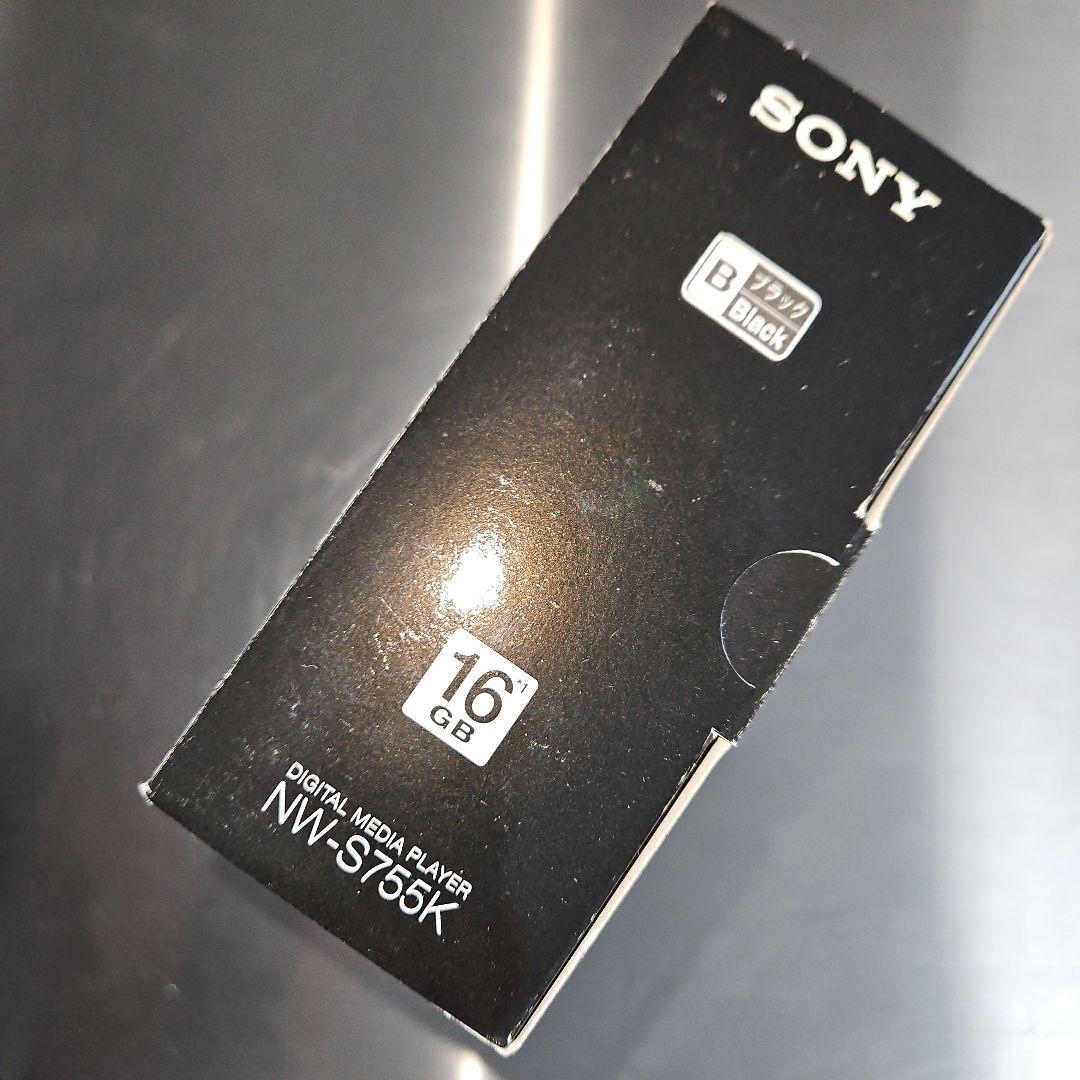 SONY
B
ブラック
Black
16*1
GB
DIGITAL MEDIA PLAYER
NW-S755K